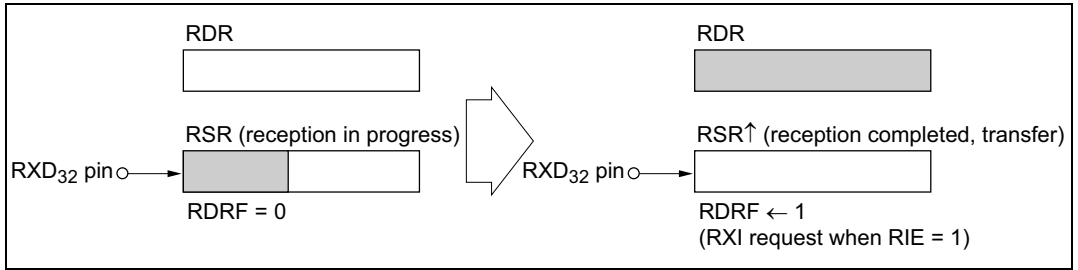 RDR
RSR (reception in progress)
RXD32 pin
RDRF = 0
RDR
RSR↑ (reception completed, transfer)
RXD32 pin
RDRF ← 1
(RXI request when RIE = 1)